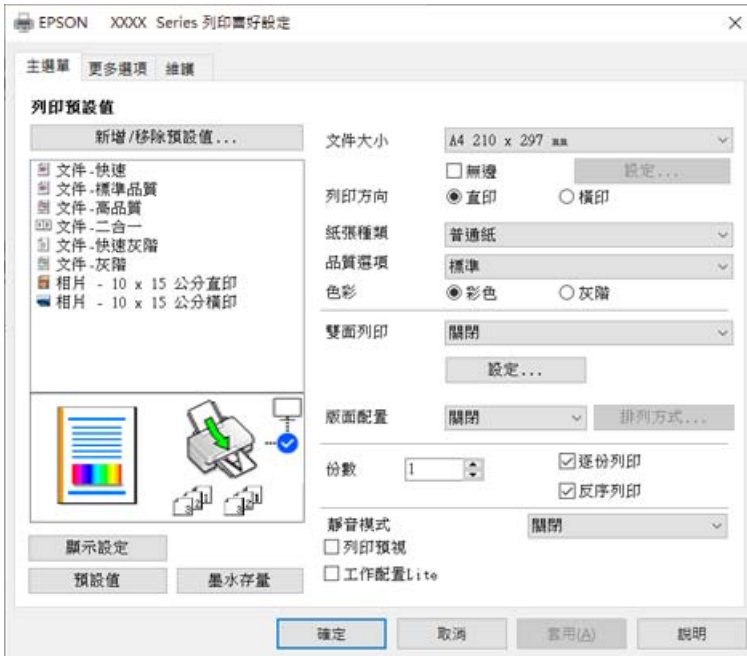 EPSON XXXX Series 列印喜好設定
主選單 更多選項 維護
列印預設值
新增/移除預設值...
文件-快速
文件-標準品質
文件-高品質
文件-二合一
文件-快速灰階
文件-灰階
相片 - 10 x 15 公分直印
相片 - 10 x 15 公分橫印
顯示設定
預設值 墨水存量
文件大小 A4 210 x 297 mm
無邊 設定...
列印方向 直印 橫印
紙張種類 普通紙
品質選項 標準
色彩 彩色 灰階
雙面列印 關閉
設定...
版面配置 關閉 排列方式...
份數 1 逐份列印
反序列印
靜音模式 關閉
列印預視
工作配置Lite
確定 取消 套用(A) 說明